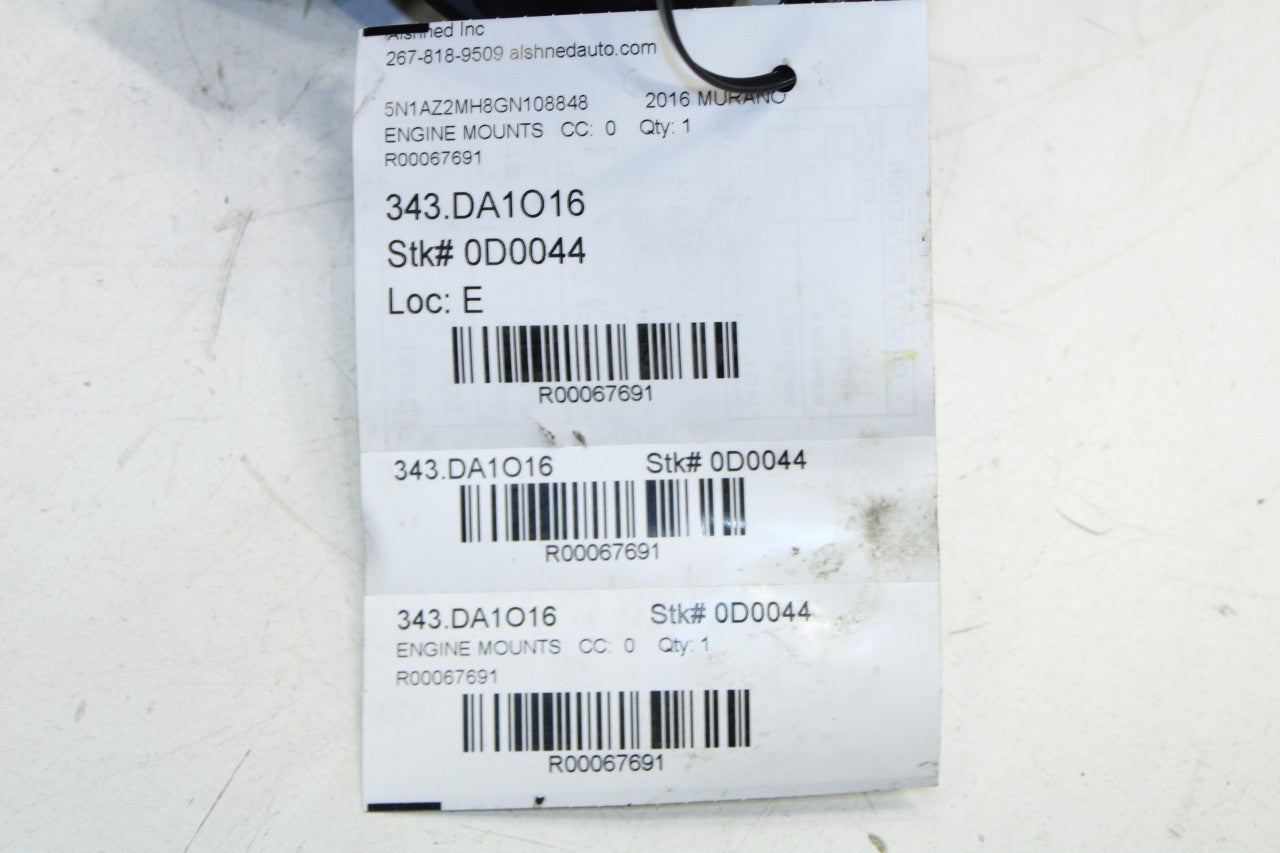 Alshned Inc
267-818-9509 alshnedauto.com
5N1AZ2MH8GN108848 2016 MURANO
ENGINE MOUNTS CC: 0 Qty: 1
R00067691
343.DA1O16
Stk# 0D0044
Loc: E
R00067691
343.DA1O16 Stk# 0D0044
R00067691
343.DA1O16 Stk# 0D0044
ENGINE MOUNTS CC: 0 Qty: 1
R00067691
R00067691